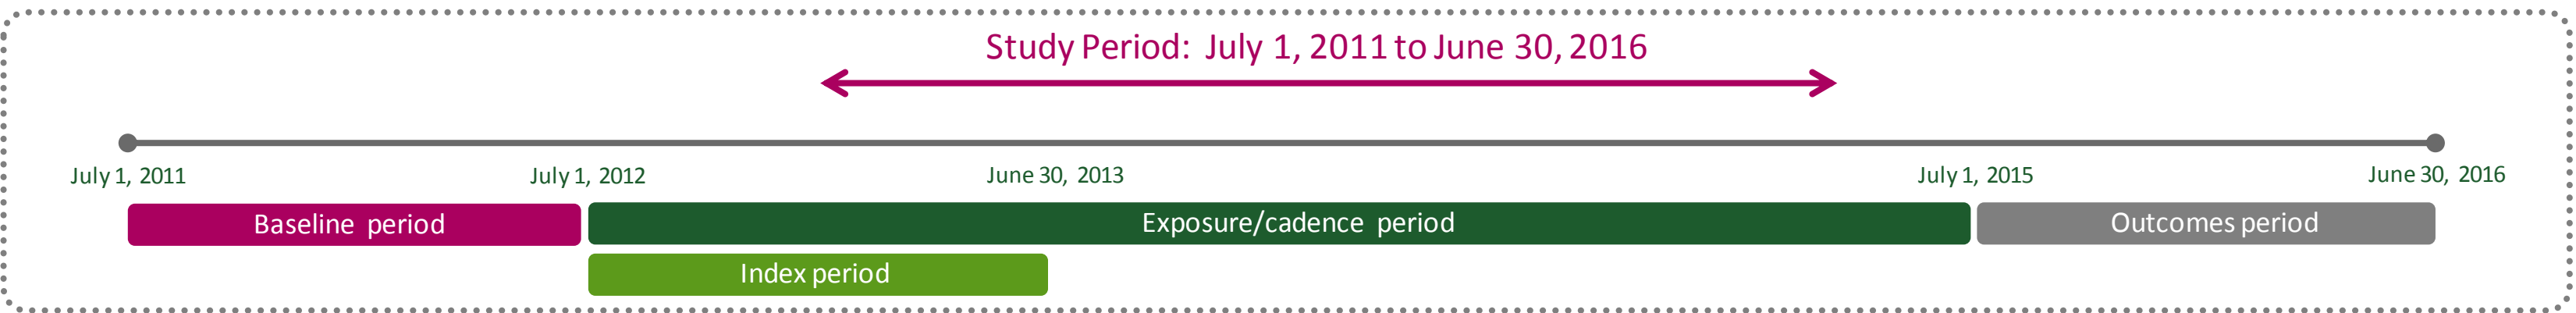 Study Period: July 1, 2011 to June 30, 2016
July 1, 2011
July 1, 2012
June 30, 2013
July 1, 2015
June 30, 2016
Baseline period
Exposure/cadence period
Outcomes period
Index period